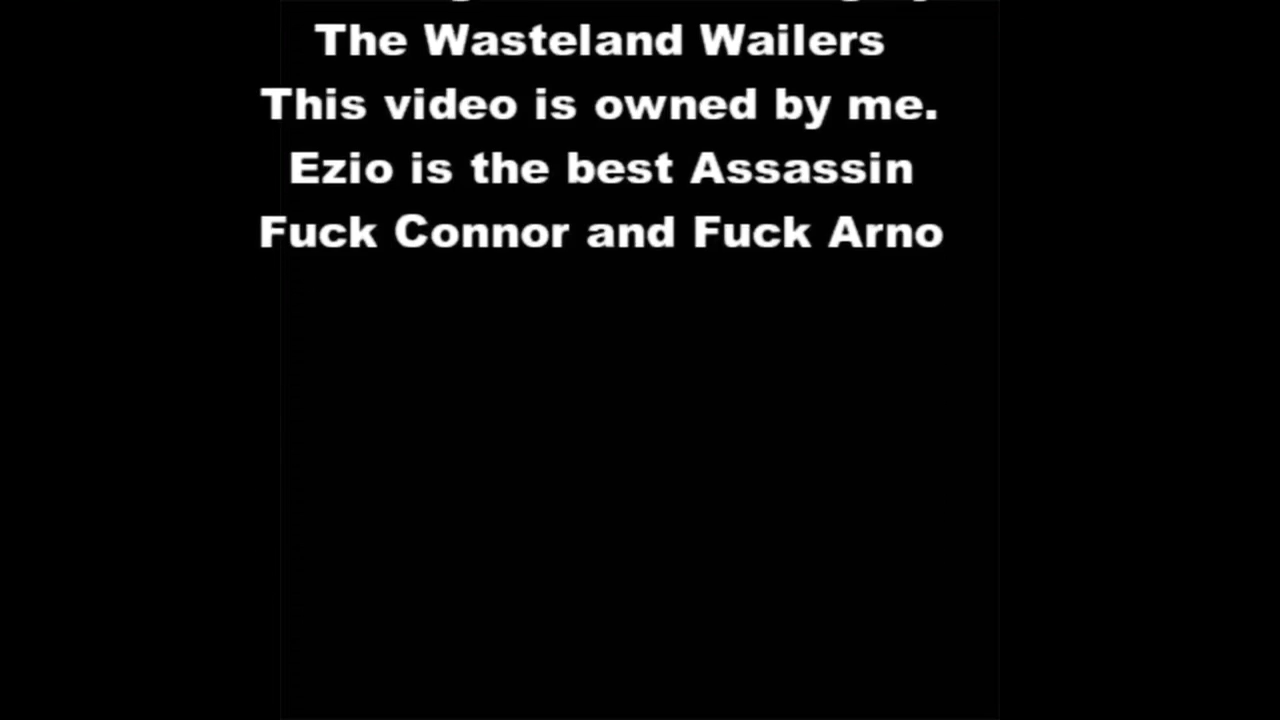 The Wasteland Wailers
This video is owned by me.
Ezio is the best Assassin
Fuck Connor and Fuck Arno